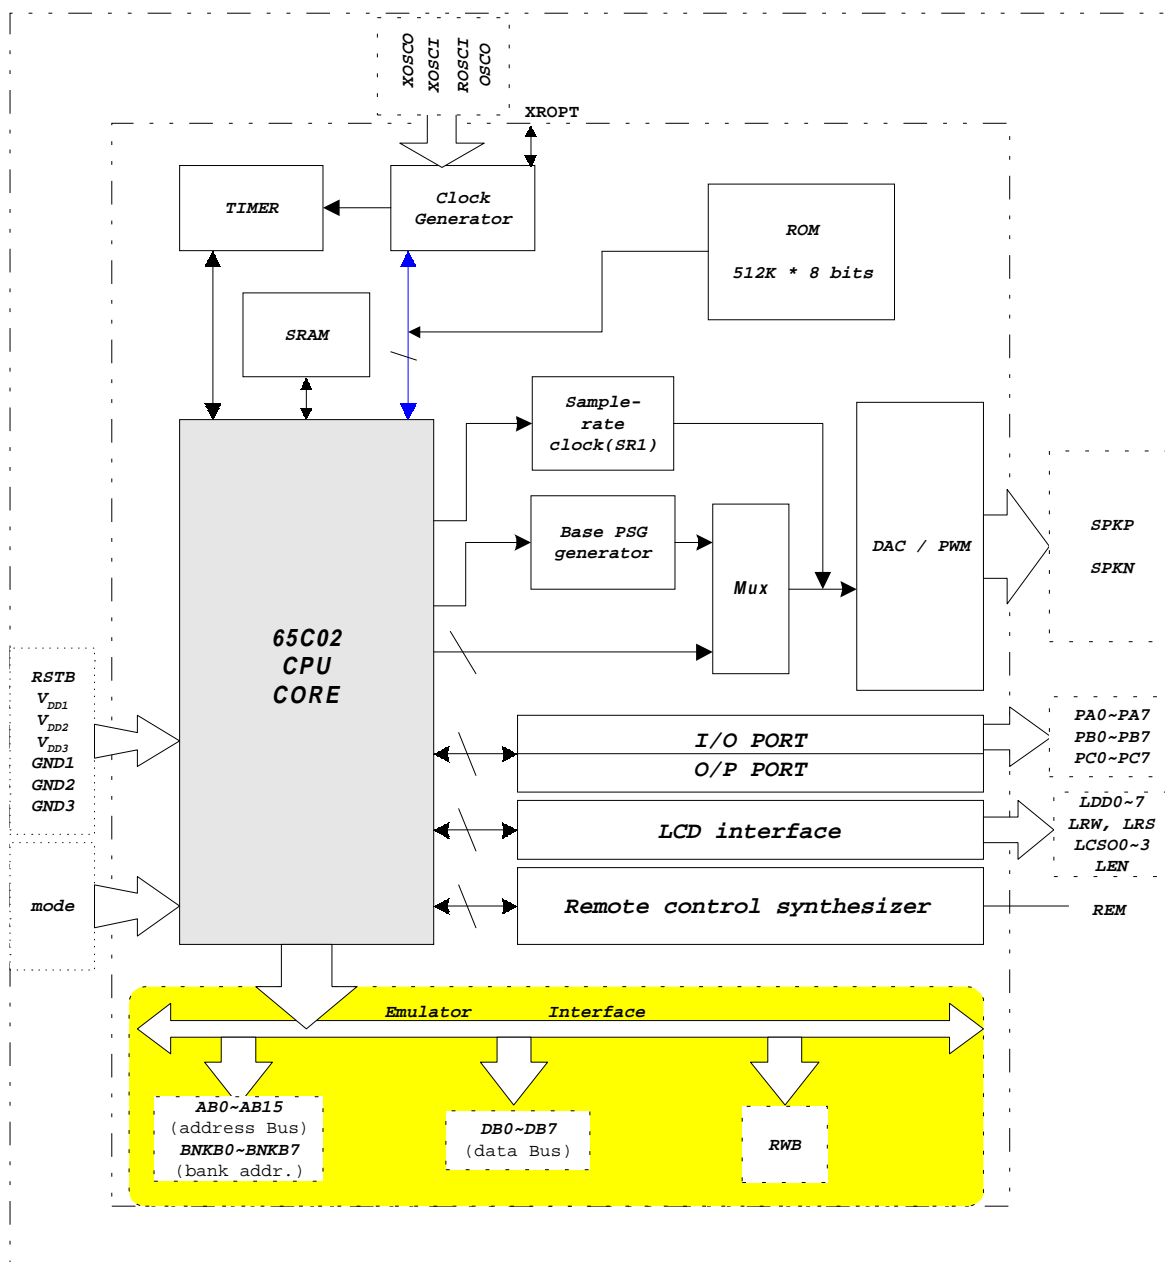 XOSCO
XOSCI
ROSCI
OSCO
XROPT
TIMER
Clock
Generator
ROM
512K * 8 bits
SRAM
Sample-
rate
clock(SR1)
Base PSG
generator
Mux
DAC / PWM
SPKP
SPKN
65C02
CPU
CORE
RSTB
VDD1
VDD2
VDD3
GND1
GND2
GND3
mode
I/O PORT
O/P PORT
PA0~PA7
PB0~PB7
PC0~PC7
LCD interface
LDD0~7
LRW, LRS
LCSO0~3
LEN
Remote control synthesizer
REM
Emulator Interface
AB0~AB15
(address Bus)
BNKB0~BNKB7
(bank addr.)
DB0~DB7
(data Bus)
RWB